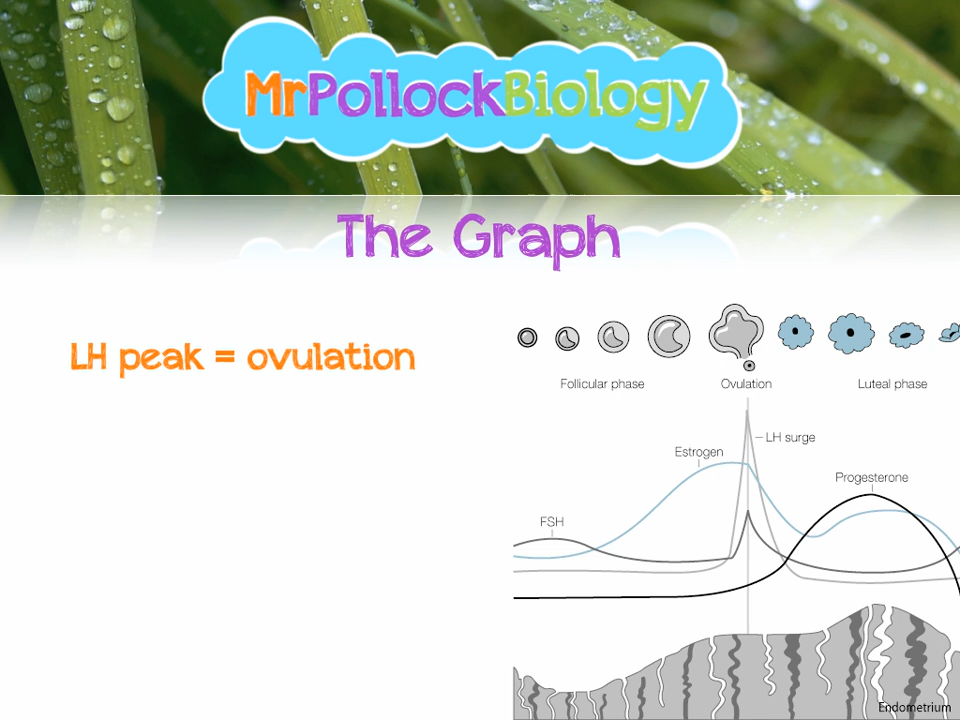 MrPollockBiology
The Graph
LH peak = ovulation
Follicular phase
Ovulation
Luteal phase
LH surge
Estrogen
Progesterone
FSH
Endometrium